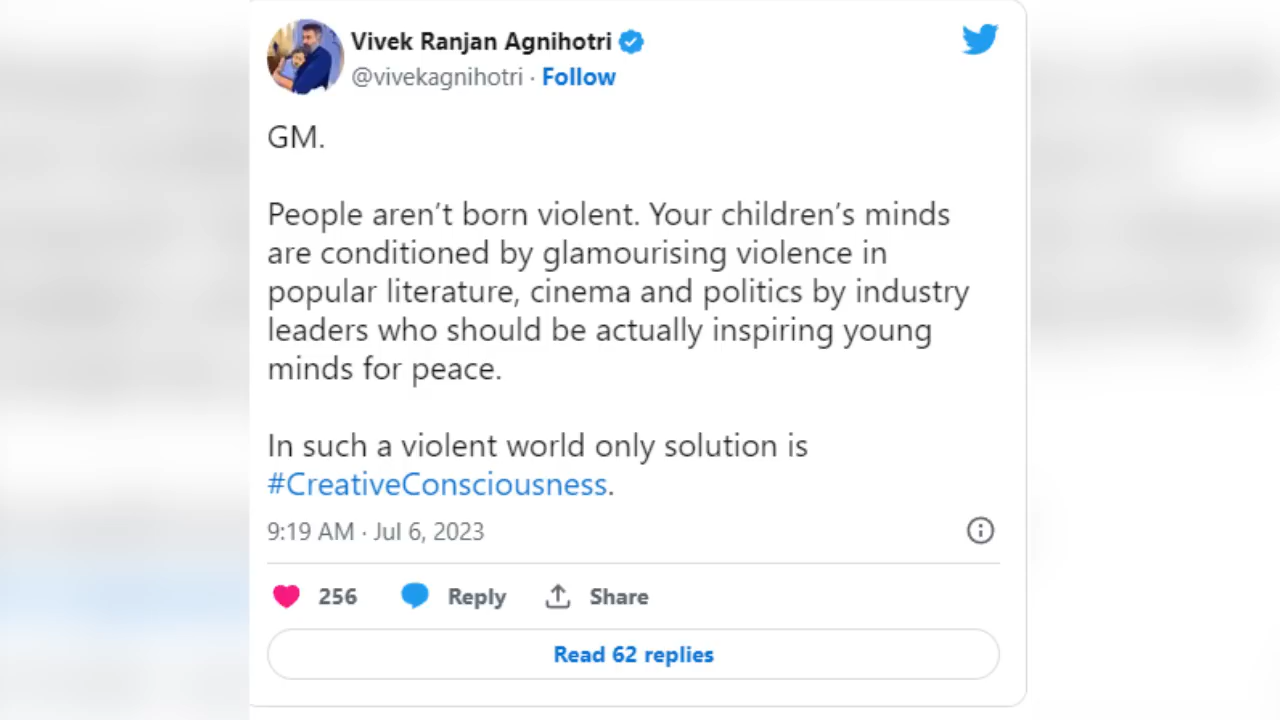 Vivek Ranjan Agnihotri
@vivekagnihotri · Follow
GM.
People aren’t born violent. Your children’s minds
are conditioned by glamourising violence in
popular literature, cinema and politics by industry
leaders who should be actually inspiring young
minds for peace.
In such a violent world only solution is
#CreativeConsciousness.
9:19 AM · Jul 6, 2023
256 Reply Share
Read 62 replies